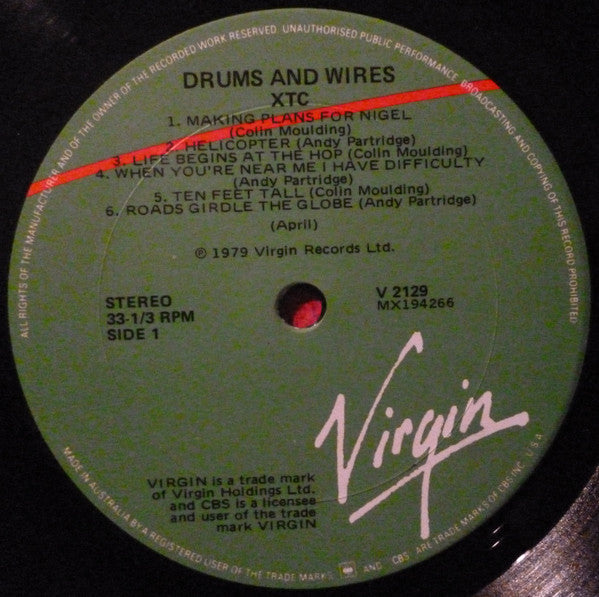 ALL RIGHTS OF THE MANUFACTURER AND OF THE OWNER OF THE RECORDED WORK RESERVED. UNAUTHORISED PUBLIC PERFORMANCE, BROADCASTING AND COPYING OF THIS RECORD PROHIBITED
DRUMS AND WIRES
XTC
1. MAKING PLANS FOR NIGEL
(Colin Moulding)
2. HELICOPTER (Andy Partridge)
3. LIFE BEGINS AT THE HOP (Colin Moulding)
4. WHEN YOU'RE NEAR ME I HAVE DIFFICULTY
(Andy Partridge)
5. TEN FEET TALL (Colin Moulding)
6. ROADS GIRDLE THE GLOBE (Andy Partridge)
(April)
℗ 1979 Virgin Records Ltd.
STEREO
33-1/3 RPM
SIDE 1
V 2129
MX194266
Virgin
VIRGIN is a trade mark
of Virgin Holdings Ltd.
and CBS is a licensee
and user of the trade
mark VIRGIN
MADE IN AUSTRALIA BY A REGISTERED USER OF THE TRADE MARKS AND CBS. ARE TRADE MARKS OF CBS INC. U.S.A.